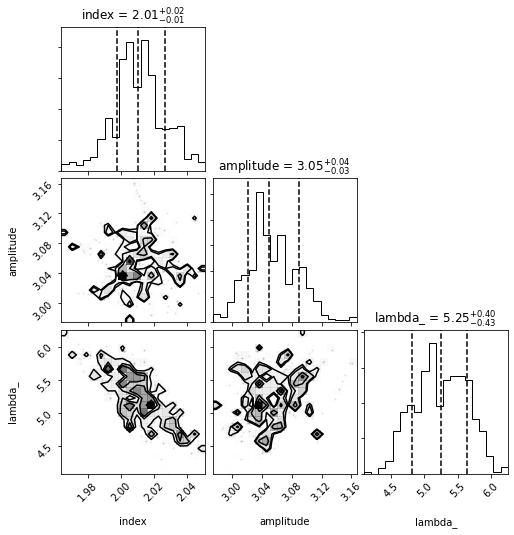 index = 2.01+0.02 −0.01
amplitude = 3.05+0.04 −0.03
lambda_ = 5.25+0.40 −0.43
amplitude
3.16
3.12
3.08
3.04
3.00
lambda_
6.0
5.5
5.0
4.5
1.98 2.00 2.02 2.04
3.00 3.04 3.08 3.12 3.16
4.5 5.0 5.5 6.0
index amplitude lambda_